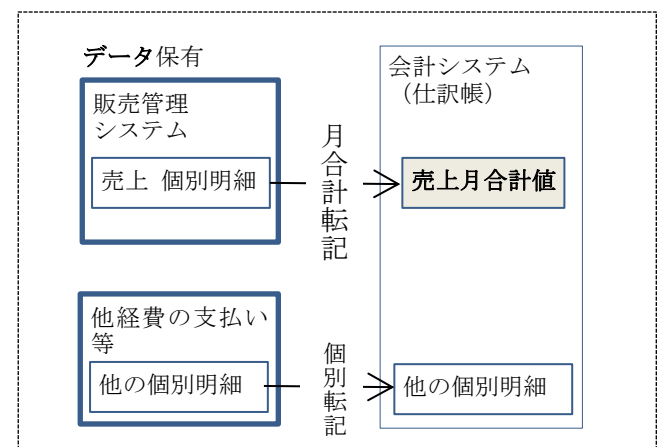 データ保有
販売管理
システム
売上 個別明細
月合計転記
会計システム
（仕訳帳）
売上月合計値
他経費の支払い
等
他の個別明細
個別転記
他の個別明細